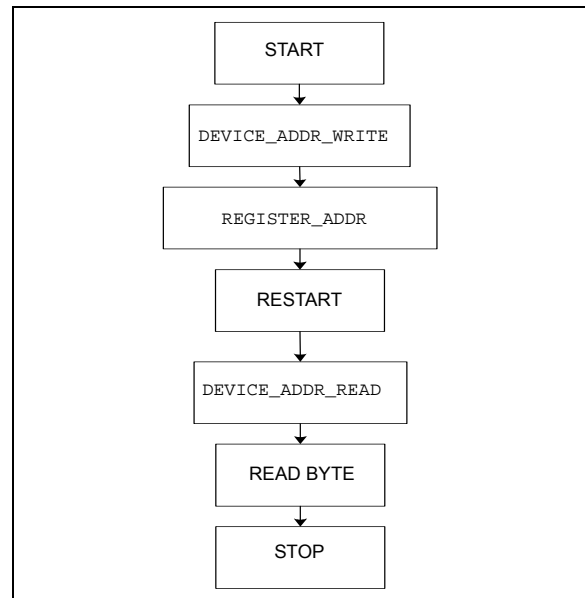 START
DEVICE_ADDR_WRITE
REGISTER_ADDR
RESTART
DEVICE_ADDR_READ
READ BYTE
STOP